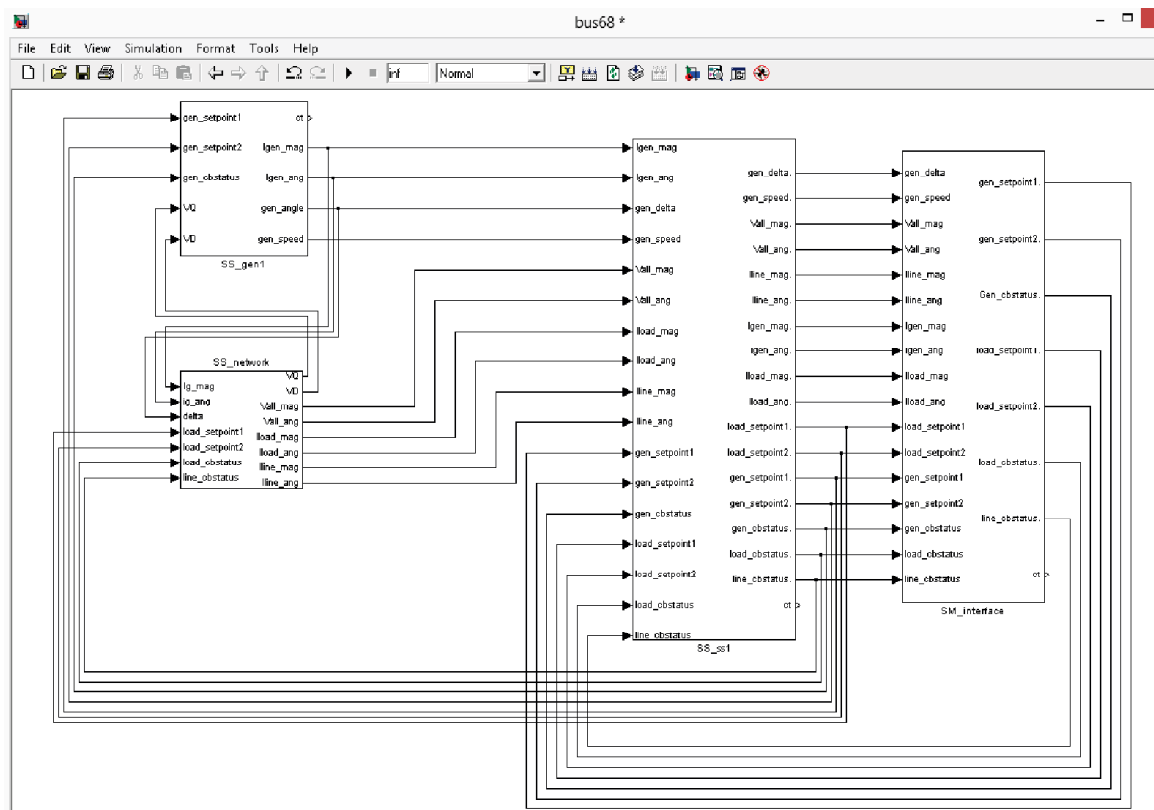 bus68 *
File Edit View Simulation Format Tools Help
inf Normal
gen_setpoint1 ct
gen_setpoint2 Igen_mag
gen_cbstatus Igen_ang
VQ gen_angle
VD gen_speed
SS_gen1
SS_network
Ig_mag
ig_ang
delta
load_setpoint1
load_setpoint2
load_cbstatus
line_cbstatus
VQ
VD
Vall_mag
Vall_ang
Iload_mag
Iload_ang
Iline_mag
Iline_ang
Igen_mag
Igen_ang
gen_delta
gen_speed
Vall_mag
Vall_ang
Iload_mag
Iload_ang
Iline_mag
Iline_ang
gen_setpoint1
gen_setpoint2
gen_cbstatus
load_setpoint1
load_setpoint2
load_cbstatus
line_cbstatus
gen_delta.
gen_speed.
Vall_mag.
Vall_ang.
Iline_mag.
Iline_ang.
Igen_mag.
Igen_ang.
Iload_mag.
Iload_ang.
load_setpoint1.
load_setpoint2.
gen_setpoint1.
gen_setpoint2.
gen_cbstatus.
load_cbstatus.
line_cbstatus.
ct
SS_ss1
gen_delta
gen_speed
Vall_mag
Vall_ang
Iline_mag
Iline_ang
Igen_mag
Igen_ang
Iload_mag
Iload_ang
load_setpoint1
load_setpoint2
gen_setpoint1
gen_setpoint2
gen_cbstatus
load_cbstatus
line_cbstatus
gen_setpoint1.
gen_setpoint2.
Gen_cbstatus.
load_setpoint1.
load_setpoint2.
load_cbstatus.
line_cbstatus.
ct
SM_interface